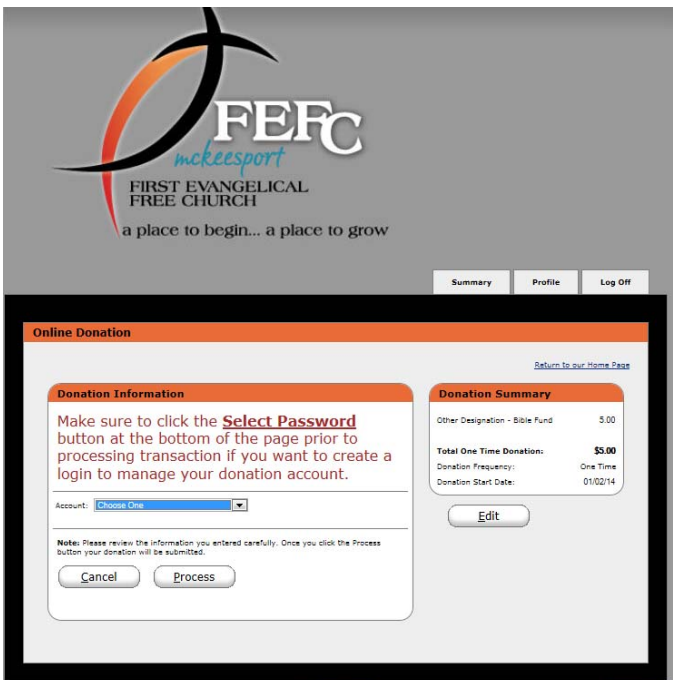 FEFC
mckeesport
FIRST EVANGELICAL
FREE CHURCH
a place to begin... a place to grow
Summary Profile Log Off
Online Donation
Return to our Home Page
Donation Information
Make sure to click the Select Password
button at the bottom of the page prior to
processing transaction if you want to create a
login to manage your donation account.
Account: Choose One
Note: Please review the information you entered carefully. Once you click the Process
button your donation will be submitted.
Cancel Process
Donation Summary
Other Designation - Bible Fund 5.00
Total One Time Donation: $5.00
Donation Frequency: One Time
Donation Start Date: 01/02/14
Edit